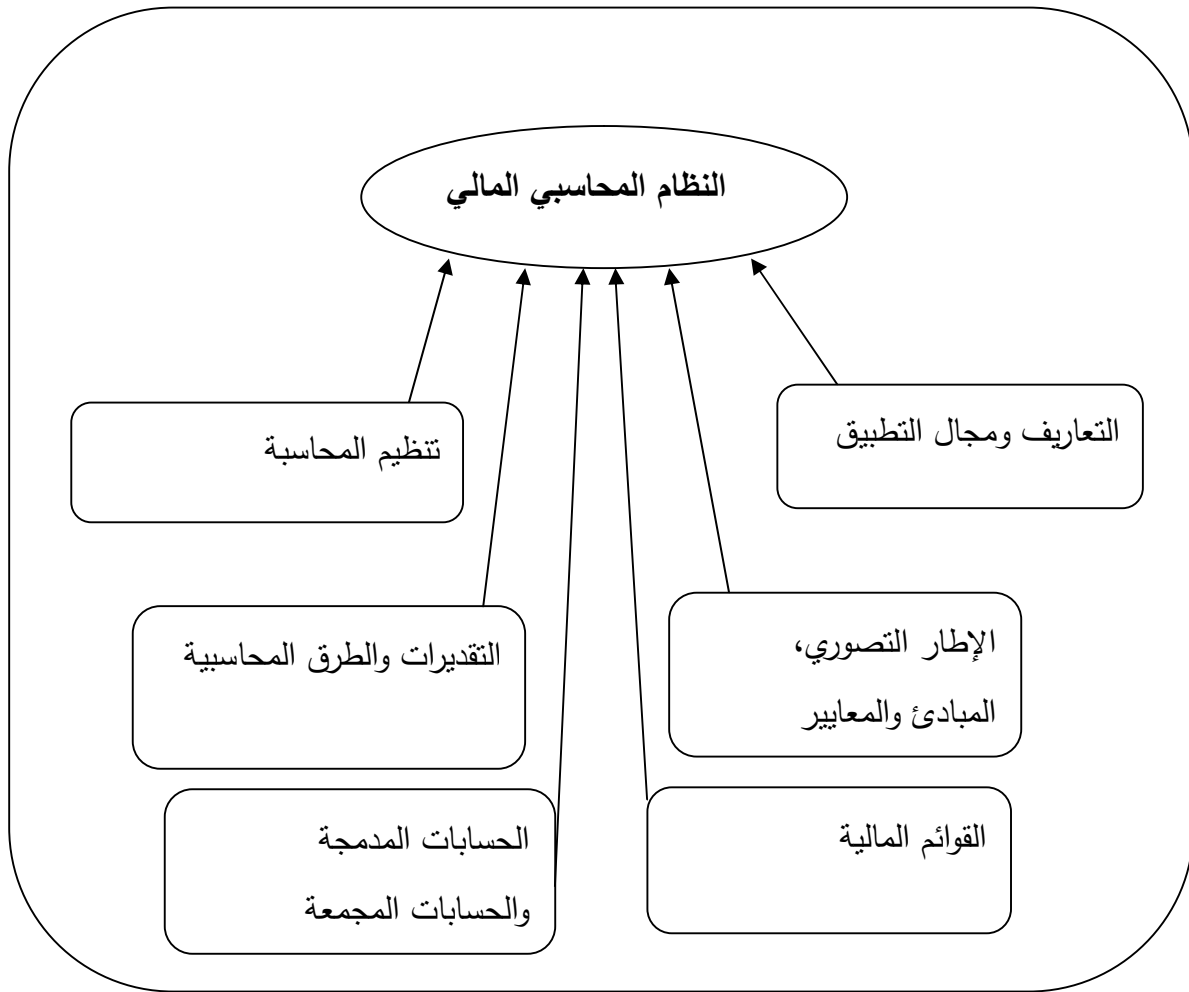 النظام المحاسبي المالي
التعاريف ومجال التطبيق
تنظيم المحاسبة
الإطار التصوري،
المبادئ والمعايير
التقديرات والطرق المحاسبية
القوائم المالية
الحسابات المدمجة
والحسابات المجمعة